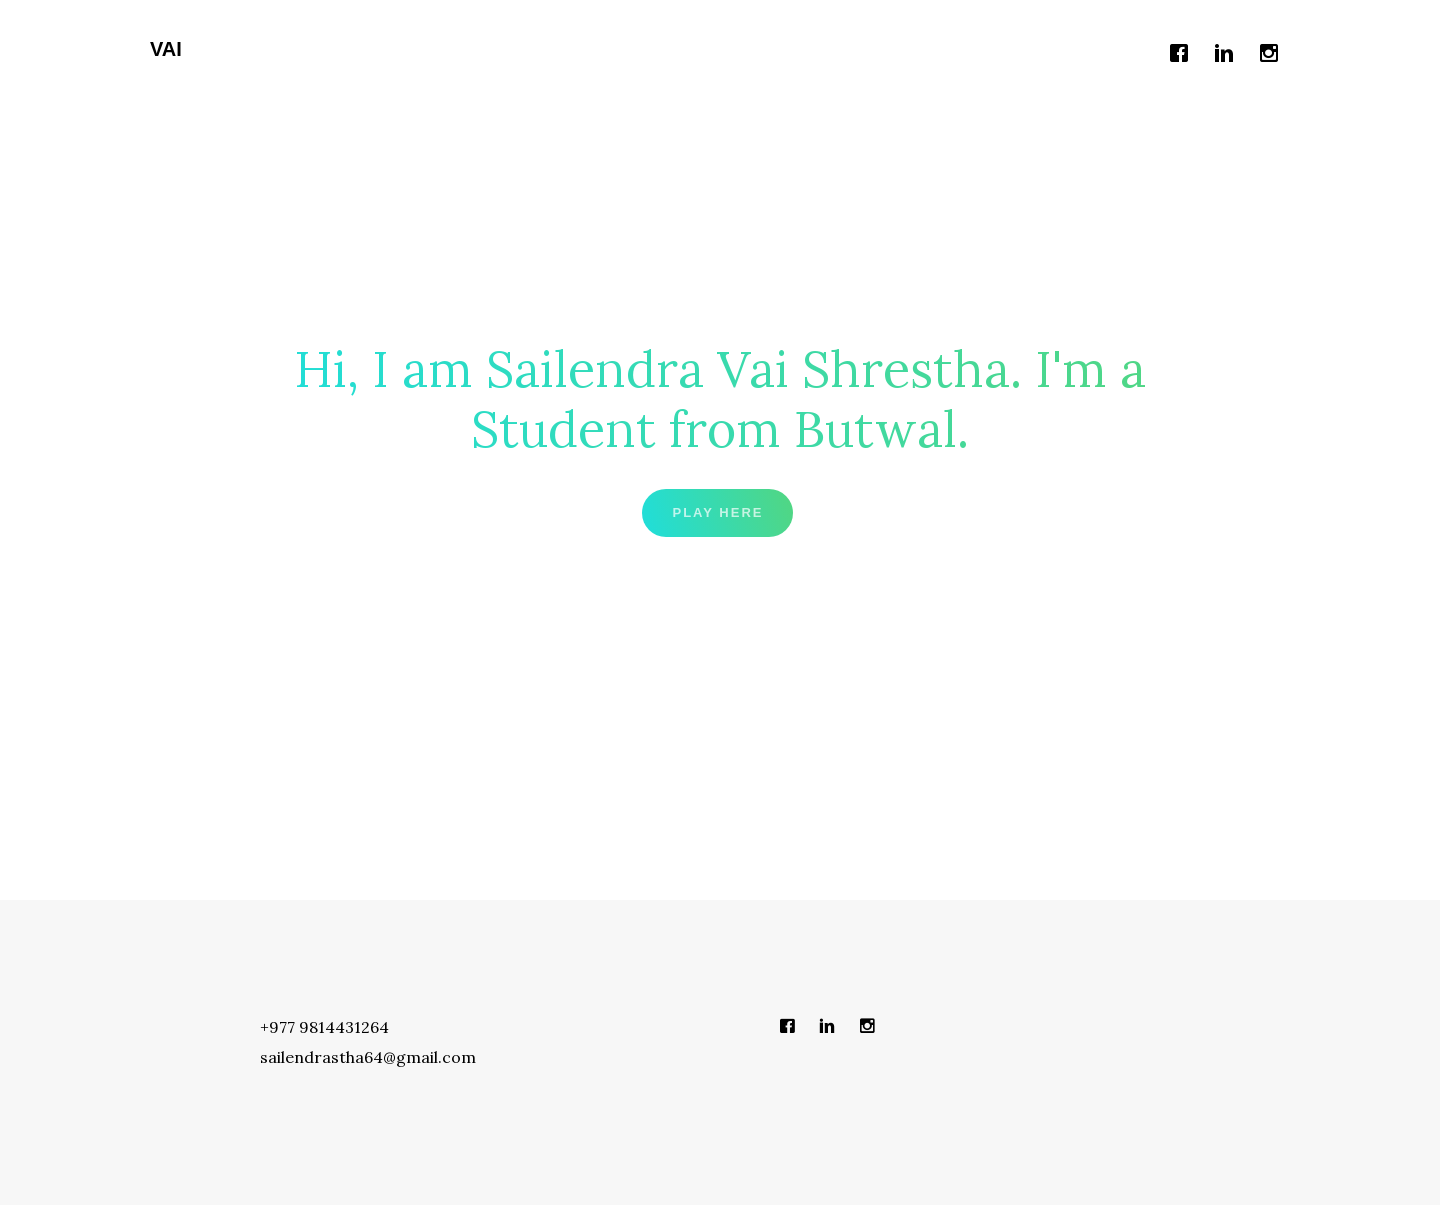 VAI
Hi, I am Sailendra Vai Shrestha. I'm a
Student from Butwal.
PLAY HERE
+977 9814431264
sailendrastha64@gmail.com